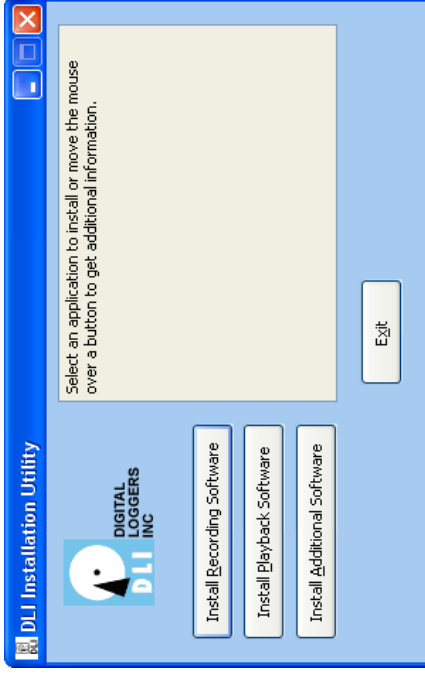 DLI Installation Utility
DLI
DIGITAL
LOGGERS
INC
Select an application to install or move the mouse
over a button to get additional information.
Install Recording Software
Install Playback Software
Install Additional Software
Exit